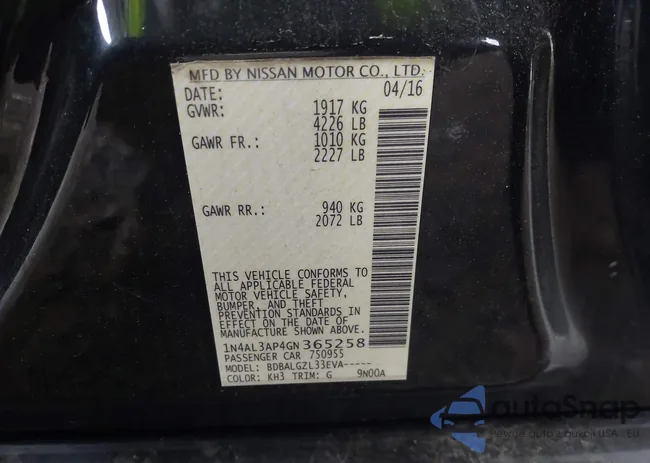 MFD BY NISSAN MOTOR CO., LTD.
DATE: 04/16
GVWR: 1917 KG
4226 LB
GAWR FR.: 1010 KG
2227 LB
GAWR RR.: 940 KG
2072 LB
THIS VEHICLE CONFORMS TO
ALL APPLICABLE FEDERAL
MOTOR VEHICLE SAFETY,
BUMPER, AND THEFT
PREVENTION STANDARDS IN
EFFECT ON THE DATE OF
MANUFACTURE SHOWN ABOVE.
1N4AL3AP4GN365258
PASSENGER CAR 7509S5
MODEL: BDBALGZL33EVA-----
COLOR: KH3 TRIM: G 9N00A
autoSnap